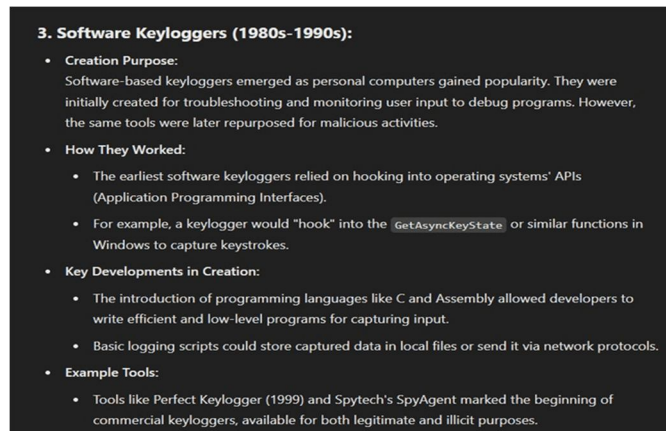 3. Software Keyloggers (1980s-1990s):
• Creation Purpose:
Software-based keyloggers emerged as personal computers gained popularity. They were
initially created for troubleshooting and monitoring user input to debug programs. However,
the same tools were later repurposed for malicious activities.
• How They Worked:
• The earliest software keyloggers relied on hooking into operating systems' APIs
(Application Programming Interfaces).
• For example, a keylogger would "hook" into the GetAsyncKeyState or similar functions in
Windows to capture keystrokes.
• Key Developments in Creation:
• The introduction of programming languages like C and Assembly allowed developers to
write efficient and low-level programs for capturing input.
• Basic logging scripts could store captured data in local files or send it via network protocols.
• Example Tools:
• Tools like Perfect Keylogger (1999) and Spytech's SpyAgent marked the beginning of
commercial keyloggers, available for both legitimate and illicit purposes.